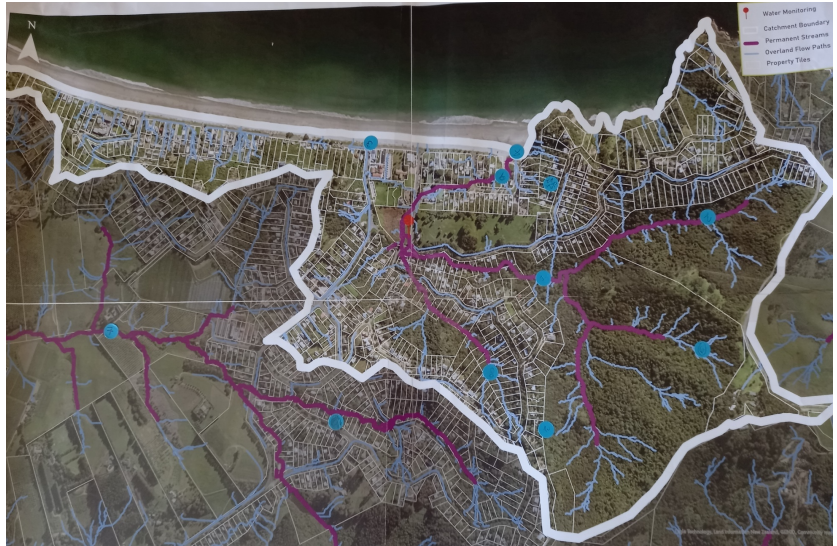 N
Water Monitoring
Catchment Boundary
Permanent Streams
Overland Flow Paths
Property Tiles